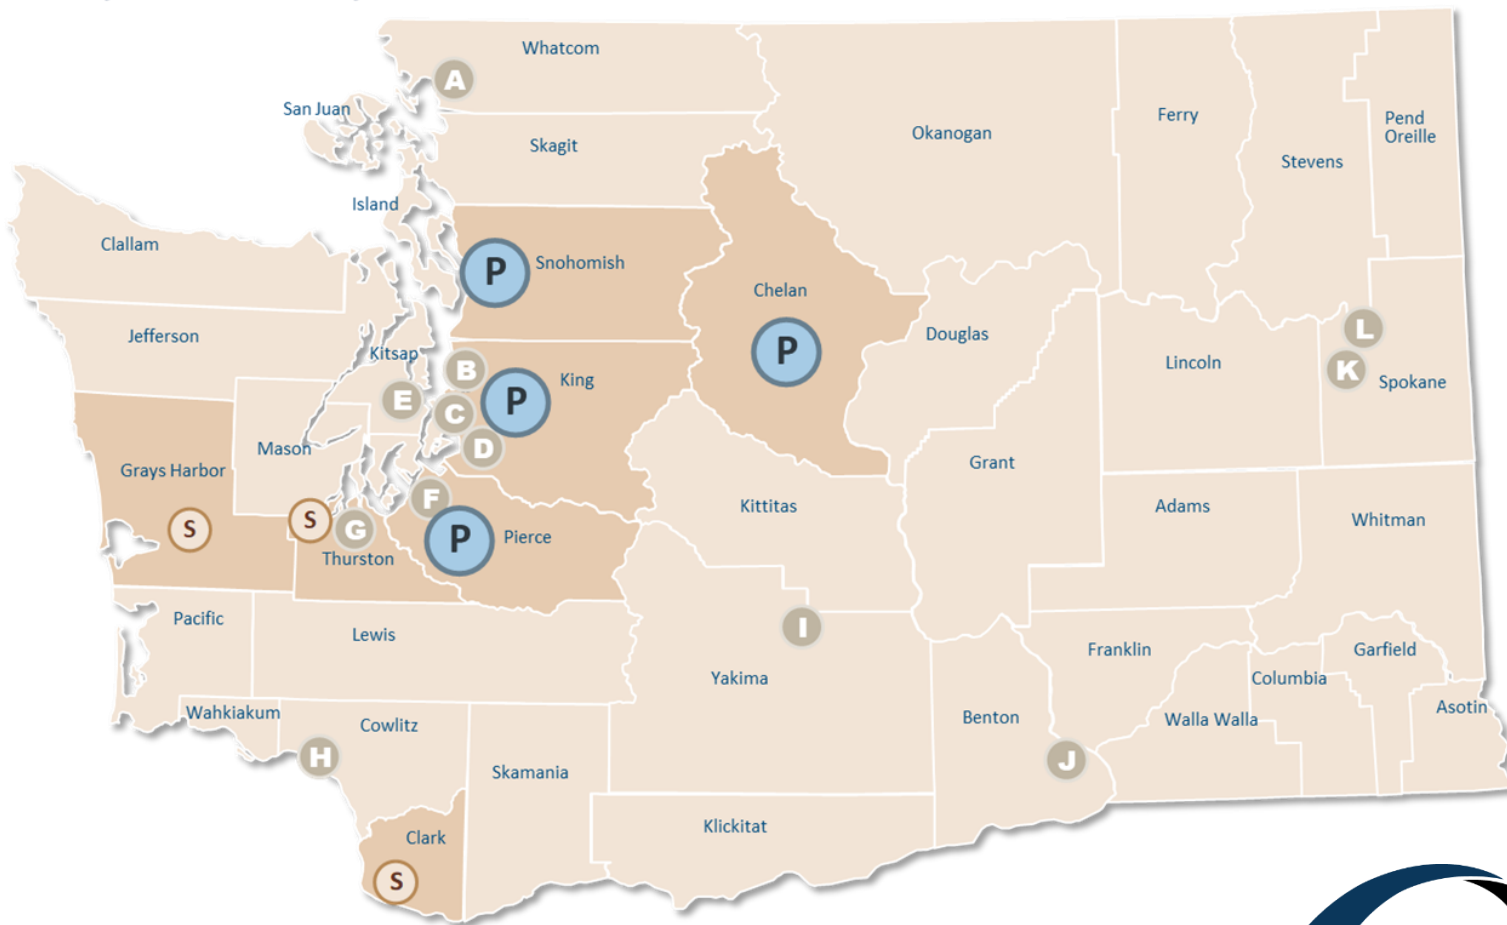 Whatcom
A
San Juan
Skagit
Okanogan
Ferry
Stevens
Pend
Oreille
Island
Clallam
P
Snohomish
Chelan
P
Jefferson
Kitsap
Douglas
Lincoln
L
K
Spokane
B
King
P
E
C
D
Mason
Grays Harbor
Grant
F
Kittitas
Adams
Whitman
S
S
G
P
Pierce
Thurston
Pacific
Lewis
I
Yakima
Franklin
Garfield
Columbia
Wahkiakum
Cowlitz
Benton
Walla Walla
Asotin
H
Skamania
J
Clark
Klickitat
S